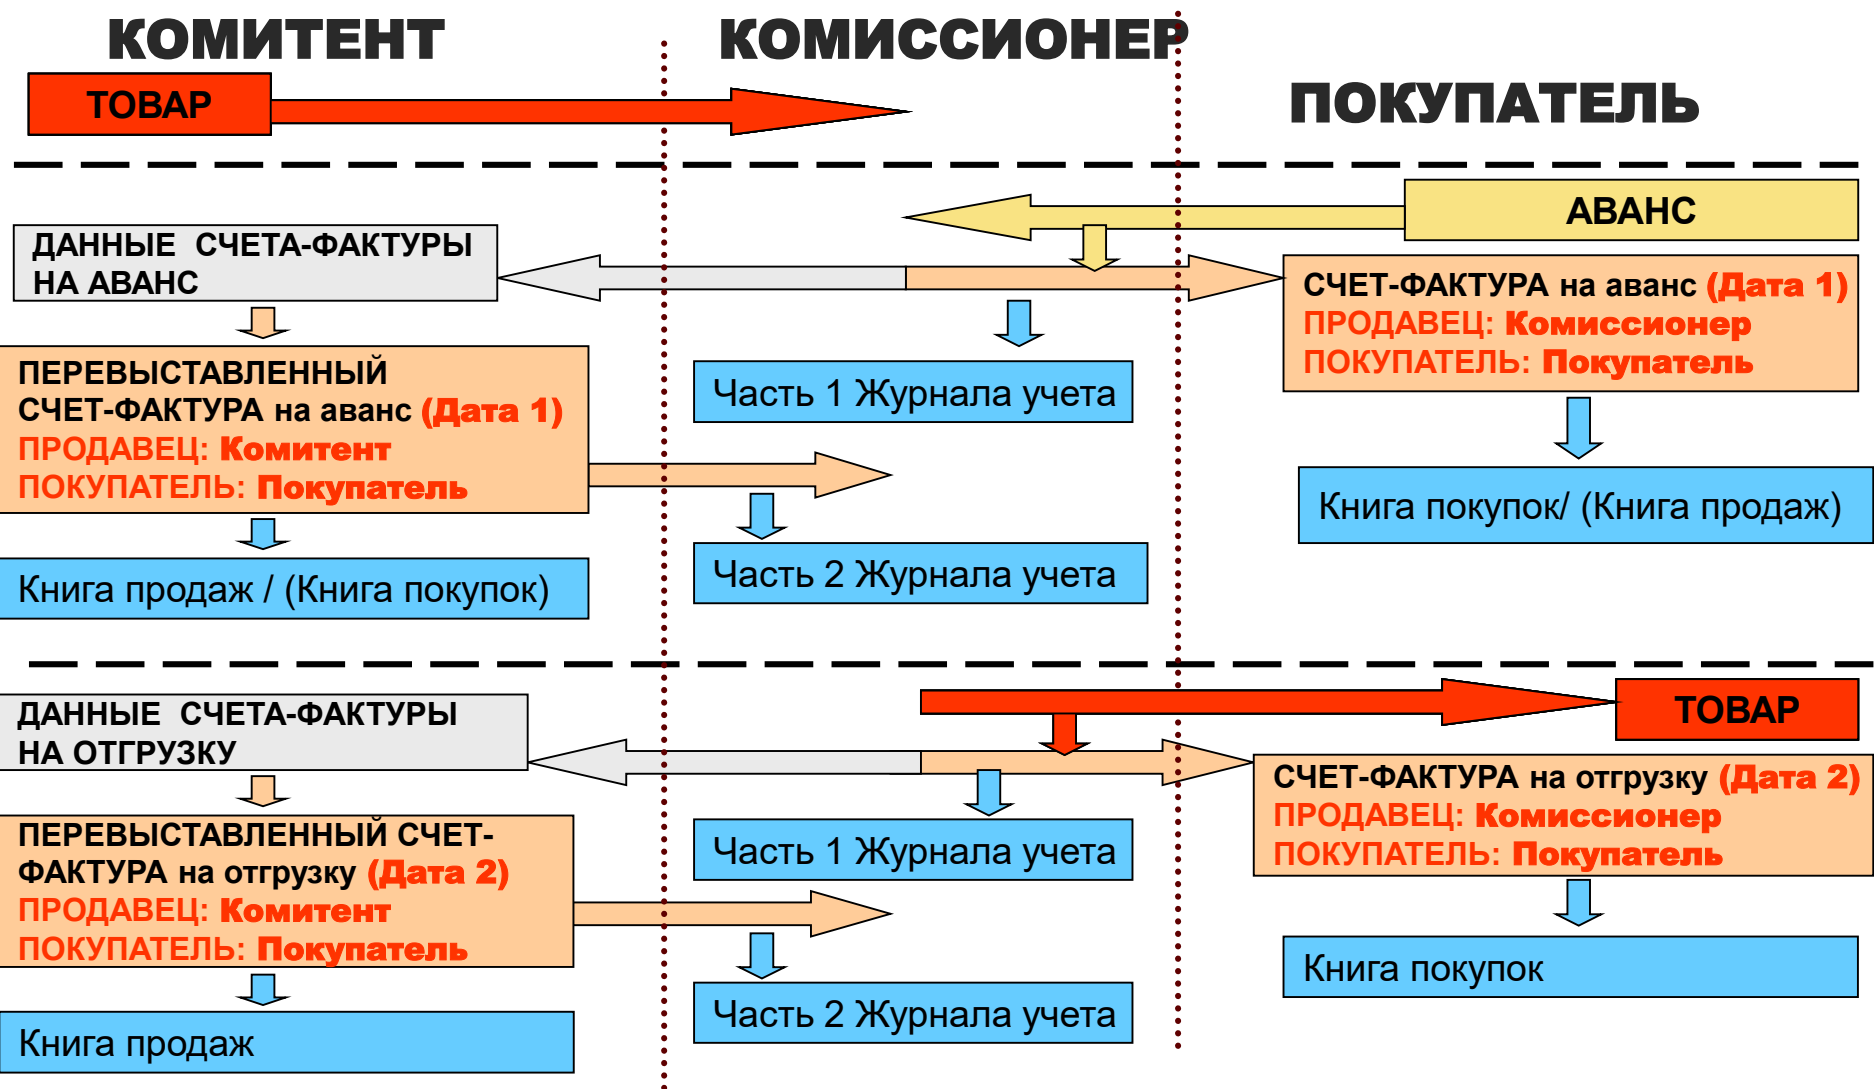 КОМИТЕНТ
КОМИССИОНЕР
ПОКУПАТЕЛЬ
ТОВАР
АВАНС
ДАННЫЕ СЧЕТА-ФАКТУРЫ
НА АВАНС
СЧЕТ-ФАКТУРА на аванс (Дата 1)
ПРОДАВЕЦ: Комиссионер
ПОКУПАТЕЛЬ: Покупатель
ПЕРЕВЫСТАВЛЕННЫЙ
СЧЕТ-ФАКТУРА на аванс (Дата 1)
ПРОДАВЕЦ: Комитент
ПОКУПАТЕЛЬ: Покупатель
Часть 1 Журнала учета
Книга покупок/ (Книга продаж)
Часть 2 Журнала учета
Книга продаж / (Книга покупок)
ТОВАР
ДАННЫЕ СЧЕТА-ФАКТУРЫ
НА ОТГРУЗКУ
СЧЕТ-ФАКТУРА на отгрузку (Дата 2)
ПРОДАВЕЦ: Комиссионер
ПОКУПАТЕЛЬ: Покупатель
ПЕРЕВЫСТАВЛЕННЫЙ СЧЕТ-
ФАКТУРА на отгрузку (Дата 2)
ПРОДАВЕЦ: Комитент
ПОКУПАТЕЛЬ: Покупатель
Часть 1 Журнала учета
Книга покупок
Часть 2 Журнала учета
Книга продаж